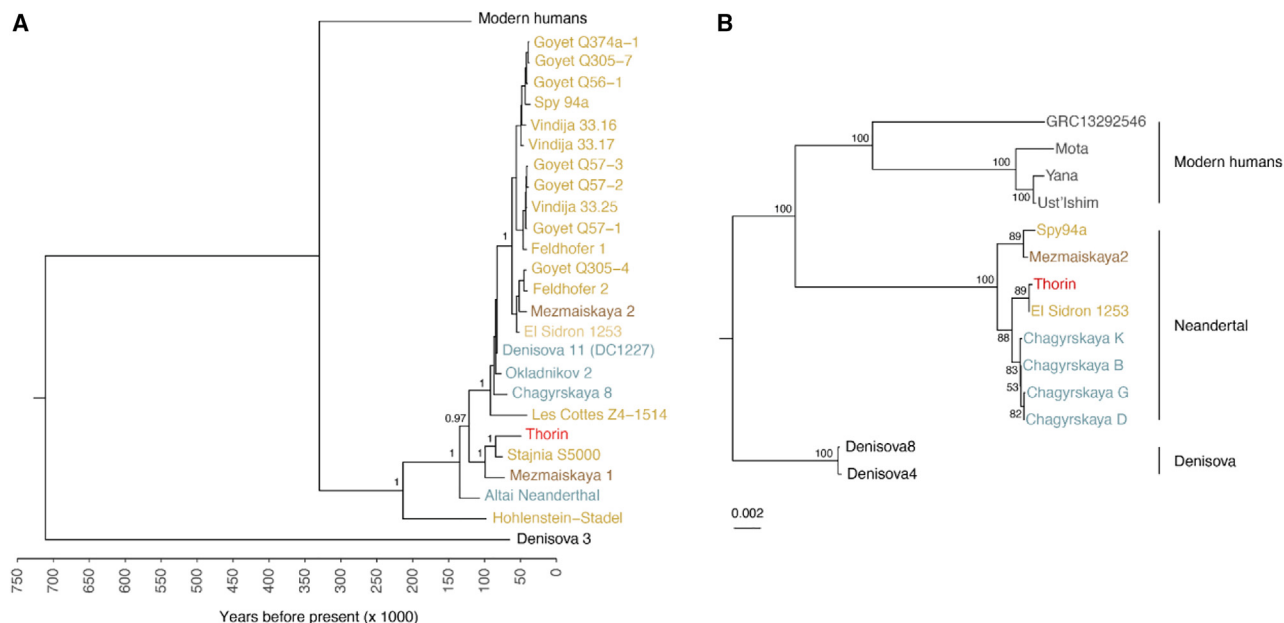 A
Modern humans
Goyet Q374a-1
Goyet Q305-7
Goyet Q56-1
Spy 94a
Vindija 33.16
Vindija 33.17
Goyet Q57-3
Goyet Q57-2
Vindija 33.25
Goyet Q57-1
1
Feldhofer 1
Goyet Q305-4
Feldhofer 2
Mezmaiskaya 2
El Sidron 1253
Denisova 11 (DC1227)
Okladnikov 2
1
Chagyrskaya 8
Les Cottes Z4-1514
0.97
Thorin
1
Stajnia S5000
1
1
Mezmaiskaya 1
Altai Neanderthal
1
Hohlenstein-Stadel
Denisova 3
750 700 650 600 550 500 450 400 350 300 250 200 150 100 50 0
Years before present (x 1000)
B
GRC13292546
100
Mota
100
Yana
100
Ust'Ishim
100
Modern humans
Spy94a
89
Mezmaiskaya2
100
Thorin
89
El Sidron 1253
88
Chagyrskaya K
Chagyrskaya B
83
53
Chagyrskaya G
82
Chagyrskaya D
Neandertal
Denisova8
100
Denisova4
Denisova
0.002